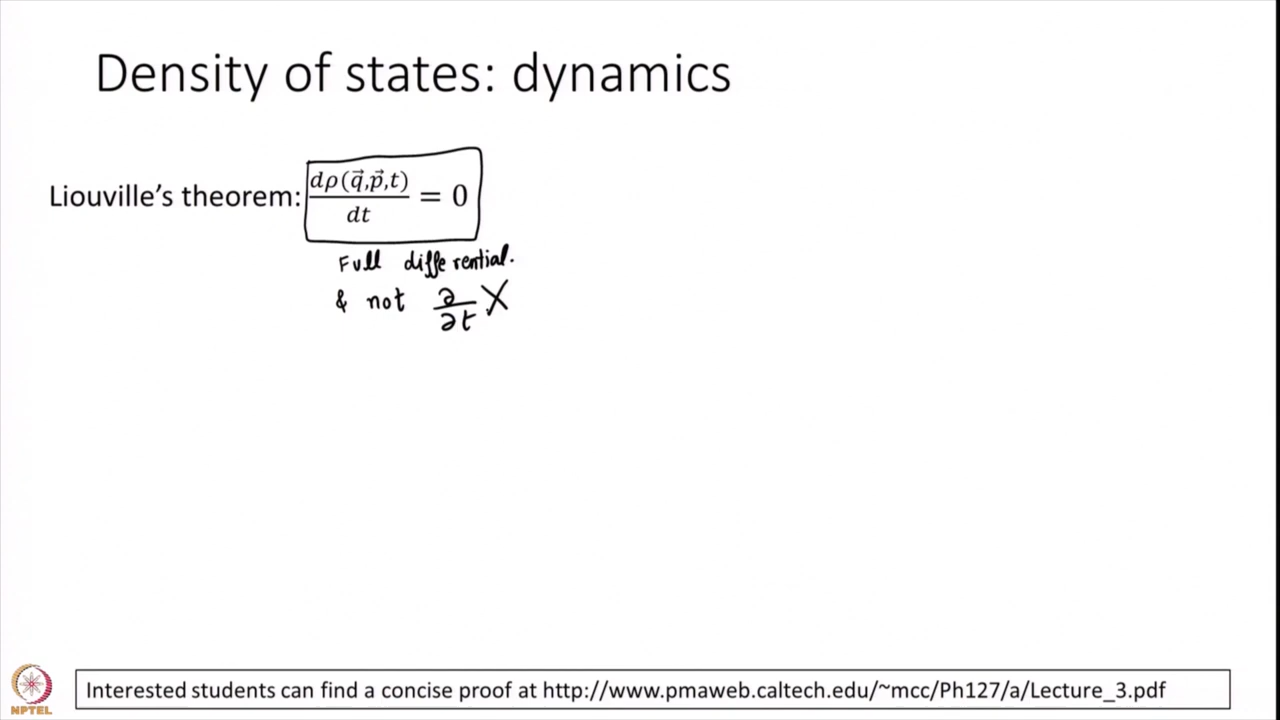 Density of states: dynamics
Liouville's theorem: dρ(q⃗,p⃗,t)/dt = 0
Full differential.
& not ∂/∂t X
Interested students can find a concise proof at http://www.pmaweb.caltech.edu/~mcc/Ph127/a/Lecture_3.pdf
NPTEL